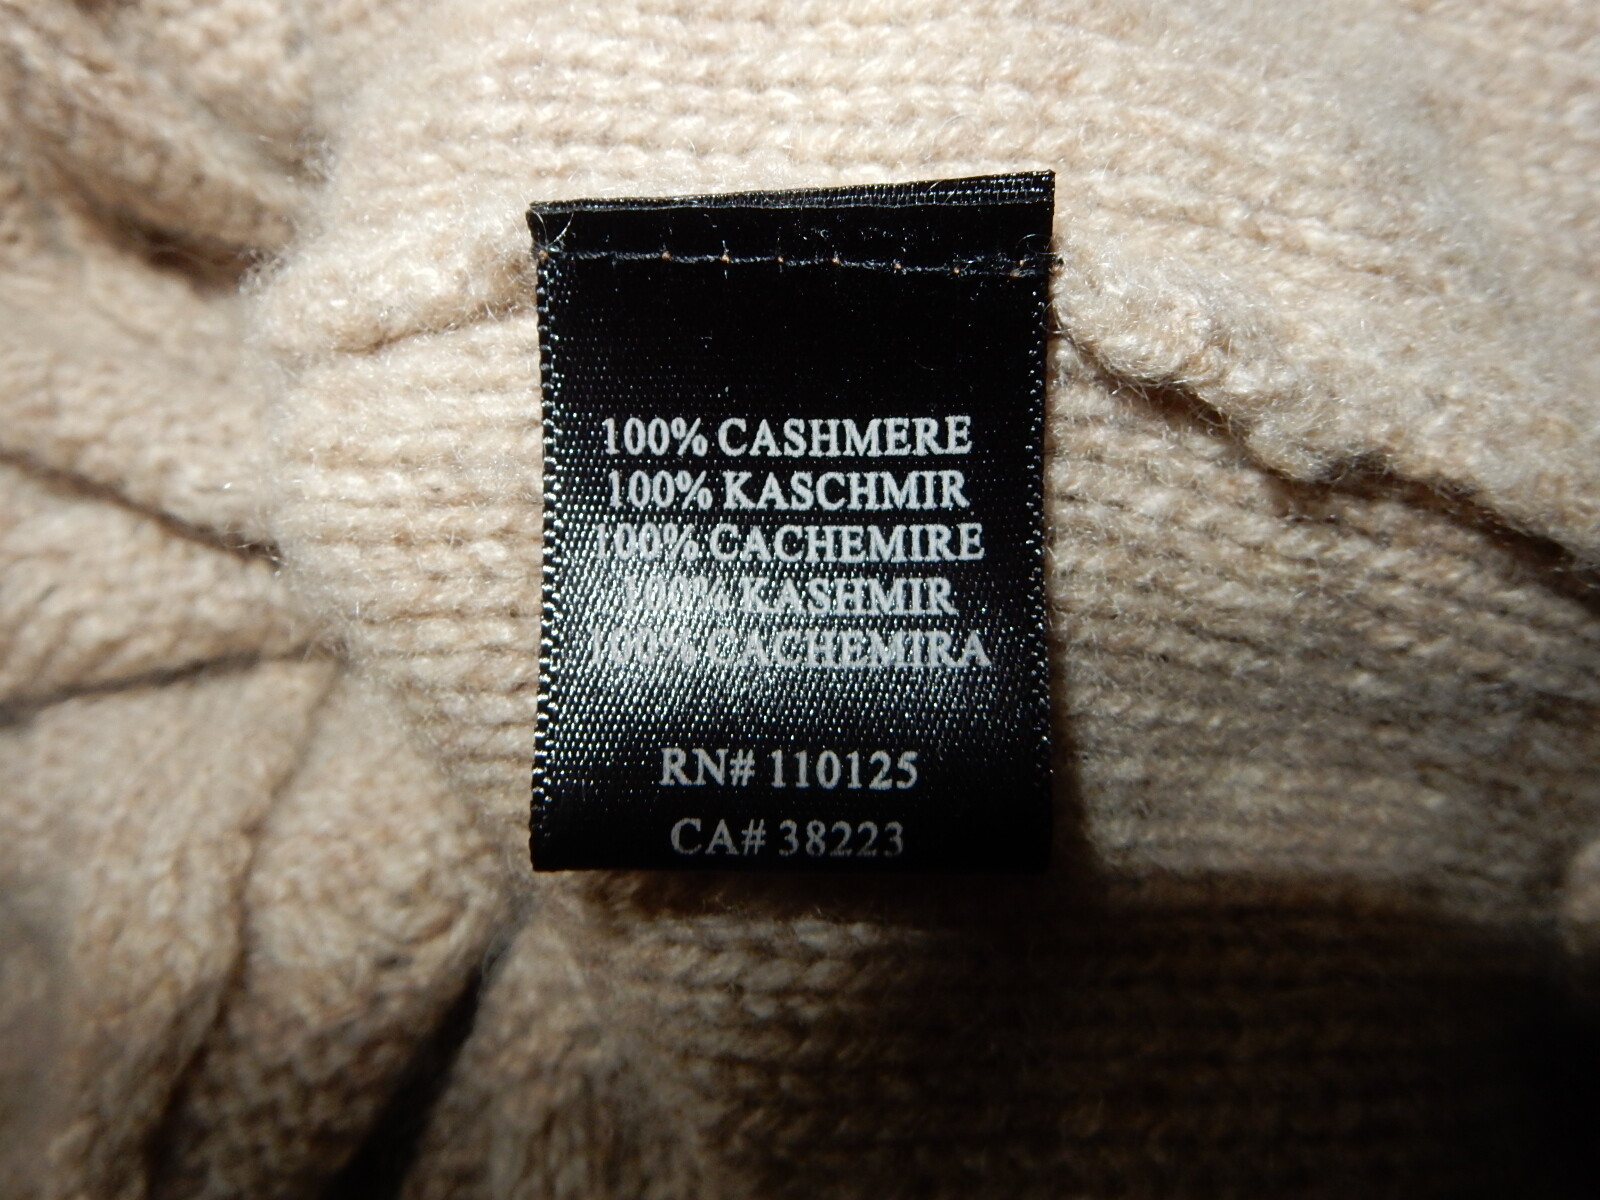 100% CASHMERE
100% KASCHMIR
100% CACHEMIRE
100% KASHMIR
100% CACHEMIRA
RN# 110125
CA# 38223